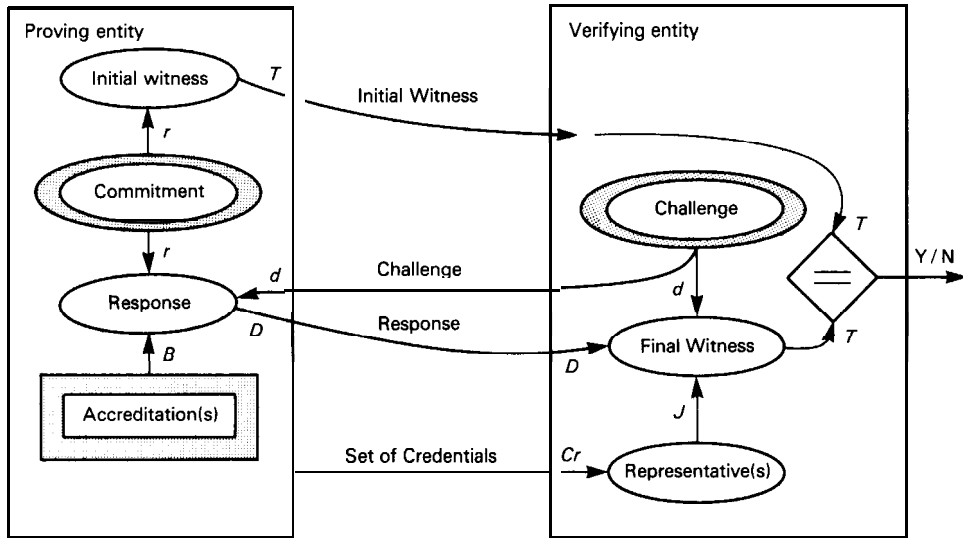 Proving entity
Initial witness
T
r
Commitment
r
Response
d
D
B
Accreditation(s)
Initial Witness
Challenge
Response
Set of Credentials
Verifying entity
Challenge
T
Y / N
d
Final Witness
T
D
J
Cr
Representative(s)